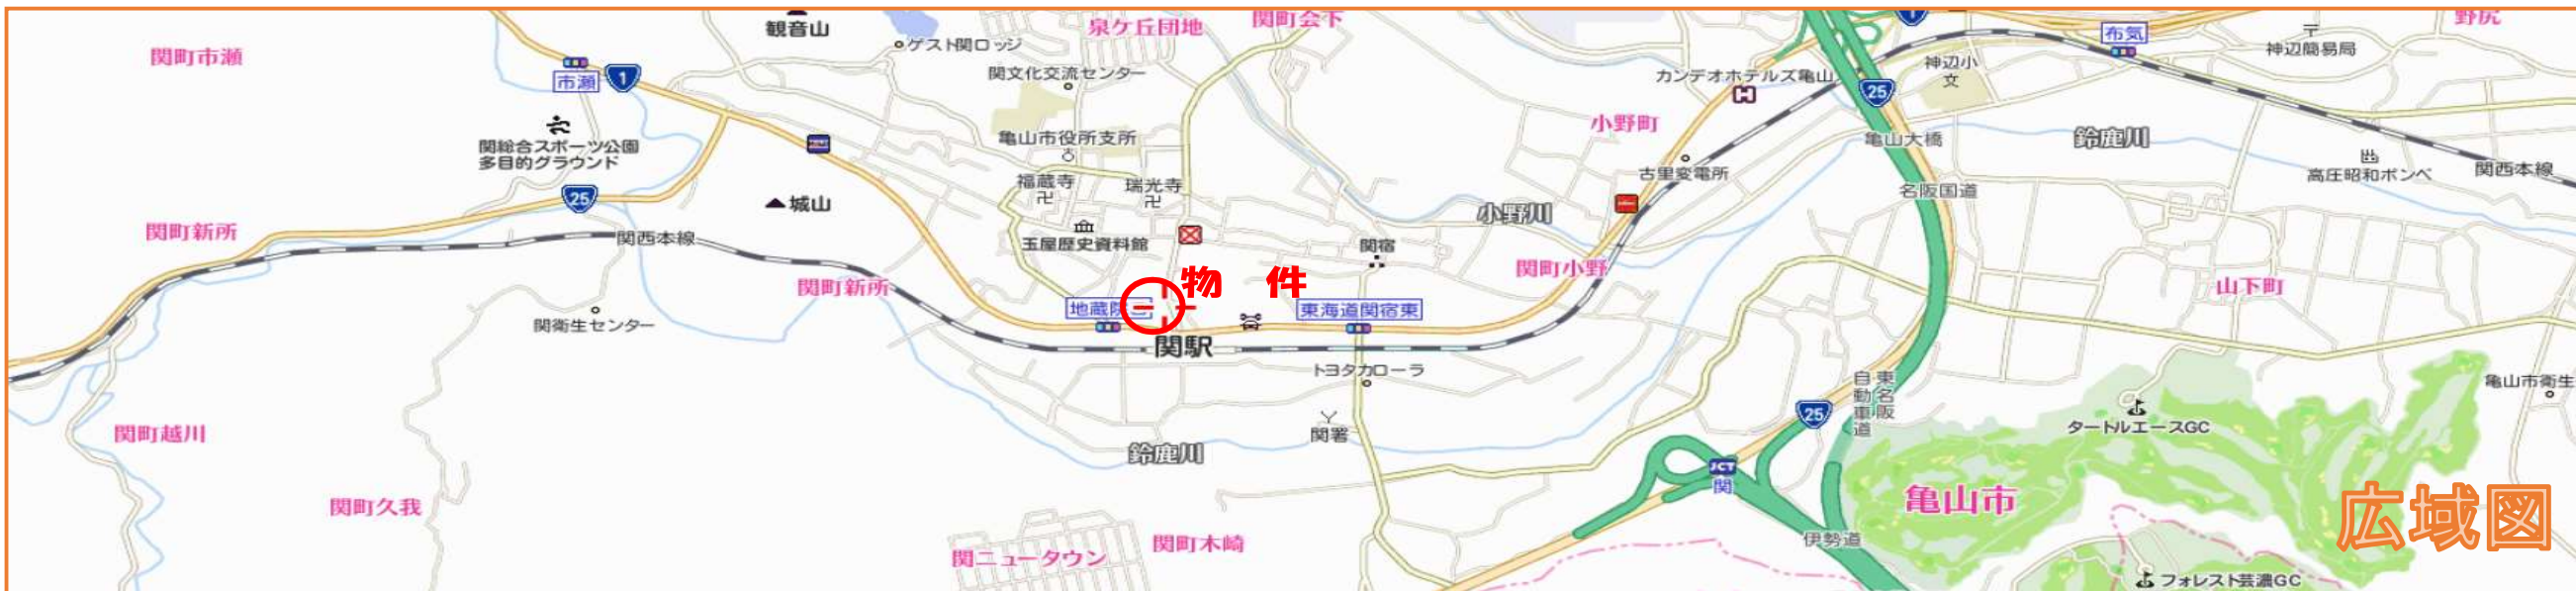 関町市瀬
観音山
ゲスト関ロッジ
泉ケ丘団地
関町会下
1
布気
神辺簡易局
市瀬
1
関文化交流センター
カンデオホテルズ亀山
H
25
神辺小
文
関総合スポーツ公園
多目的グラウンド
亀山市役所支所
小野町
亀山大橋
鈴鹿川
高圧昭和ボンベ
関西本線
25
城山
福蔵寺
卍
瑞光寺
卍
古里変電所
名阪国道
関町新所
関西本線
玉屋歴史資料館
関宿
小野川
関町新所
関町小野
山下町
物 件
地蔵院
東海道関宿東
関衛生センター
関駅
トヨタカローラ
東名阪
自動車道
亀山市衛生
関町越川
関署
25
タートルエースGC
鈴鹿川
JCT
関
関町久我
亀山市
広域図
関ニュータウン
関町木崎
伊勢道
フォレスト芸濃GC